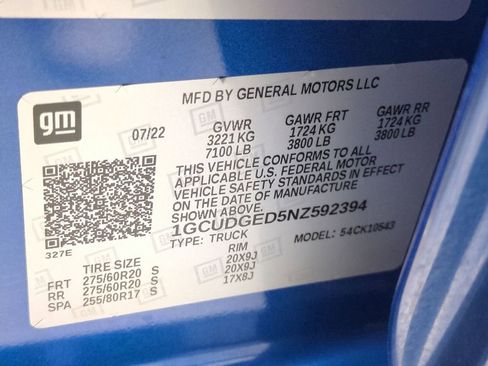 MFD BY GENERAL MOTORS LLC
gm
07/22 GVWR GAWR FRT GAWR RR
3221 KG 1724 KG 1724 KG
7100 LB 3800 LB 3800 LB
THIS VEHICLE CONFORMS TO ALL
APPLICABLE U.S. FEDERAL MOTOR
VEHICLE SAFETY STANDARDS IN EFFECT
ON THE DATE OF MANUFACTURE
SHOWN ABOVE.
1GCUDGED5NZ592394
TYPE: TRUCK MODEL: 54CK10543
327E
TIRE SIZE RIM
FRT 275/60R20 S 20X9J
RR 275/60R20 S 20X9J
SPA 255/80R17 S 17X8J